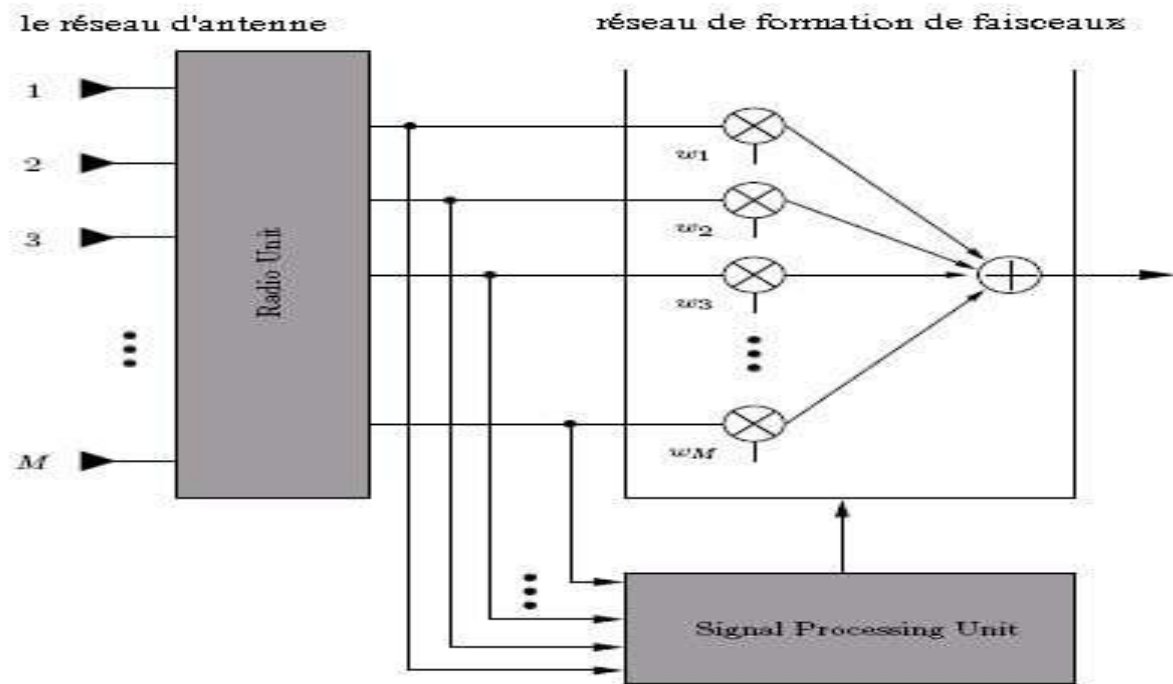 le réseau d'antenne
réseau de formation de faisceaux
1
2
3
M
Radio Unit
w1
w2
w3
wM
Signal Processing Unit